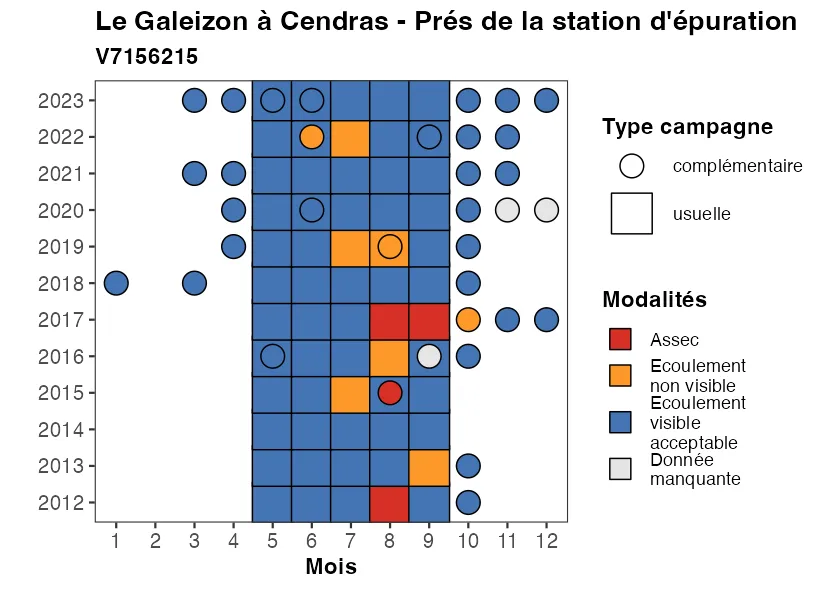 Le Galeizon à Cendras - Prés de la station d'épuration
V7156215
2023
2022
2021
2020
2019
2018
2017
2016
2015
2014
2013
2012
1 2 3 4 5 6 7 8 9 10 11 12
Mois
Type campagne
complémentaire
usuelle
Modalités
Assec
Ecoulement
non visible
Ecoulement
visible
acceptable
Donnée
manquante